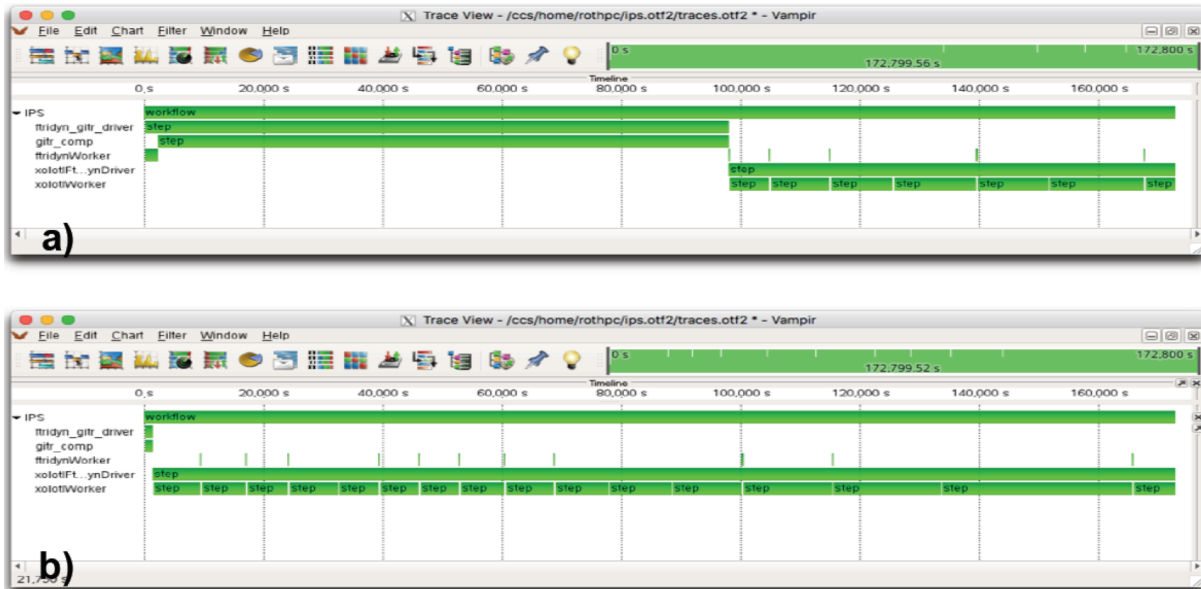 Trace View - /ccs/home/rothpc/ips.otf2/traces.otf2 * - Vampir
File Edit Chart Filter Window Help
0 s 172,800 s
172,799.56 s
Timeline
0 s 20,000 s 40,000 s 60,000 s 80,000 s 100,000 s 120,000 s 140,000 s 160,000 s
IPS workflow
ftridyn_gitr_driver step
gitr_comp step
ftridynWorker
xolotlFt...ynDriver step
xolotlWorker step step step step step step step
a)
Trace View - /ccs/home/rothpc/ips.otf2/traces.otf2 * - Vampir
File Edit Chart Filter Window Help
0 s 172,800 s
172,799.52 s
Timeline
0 s 20,000 s 40,000 s 60,000 s 80,000 s 100,000 s 120,000 s 140,000 s 160,000 s
IPS workflow
ftridyn_gitr_driver
gitr_comp
ftridynWorker
xolotlFt...ynDriver step
xolotlWorker step step step step step step step step step step step step step step step step
b)